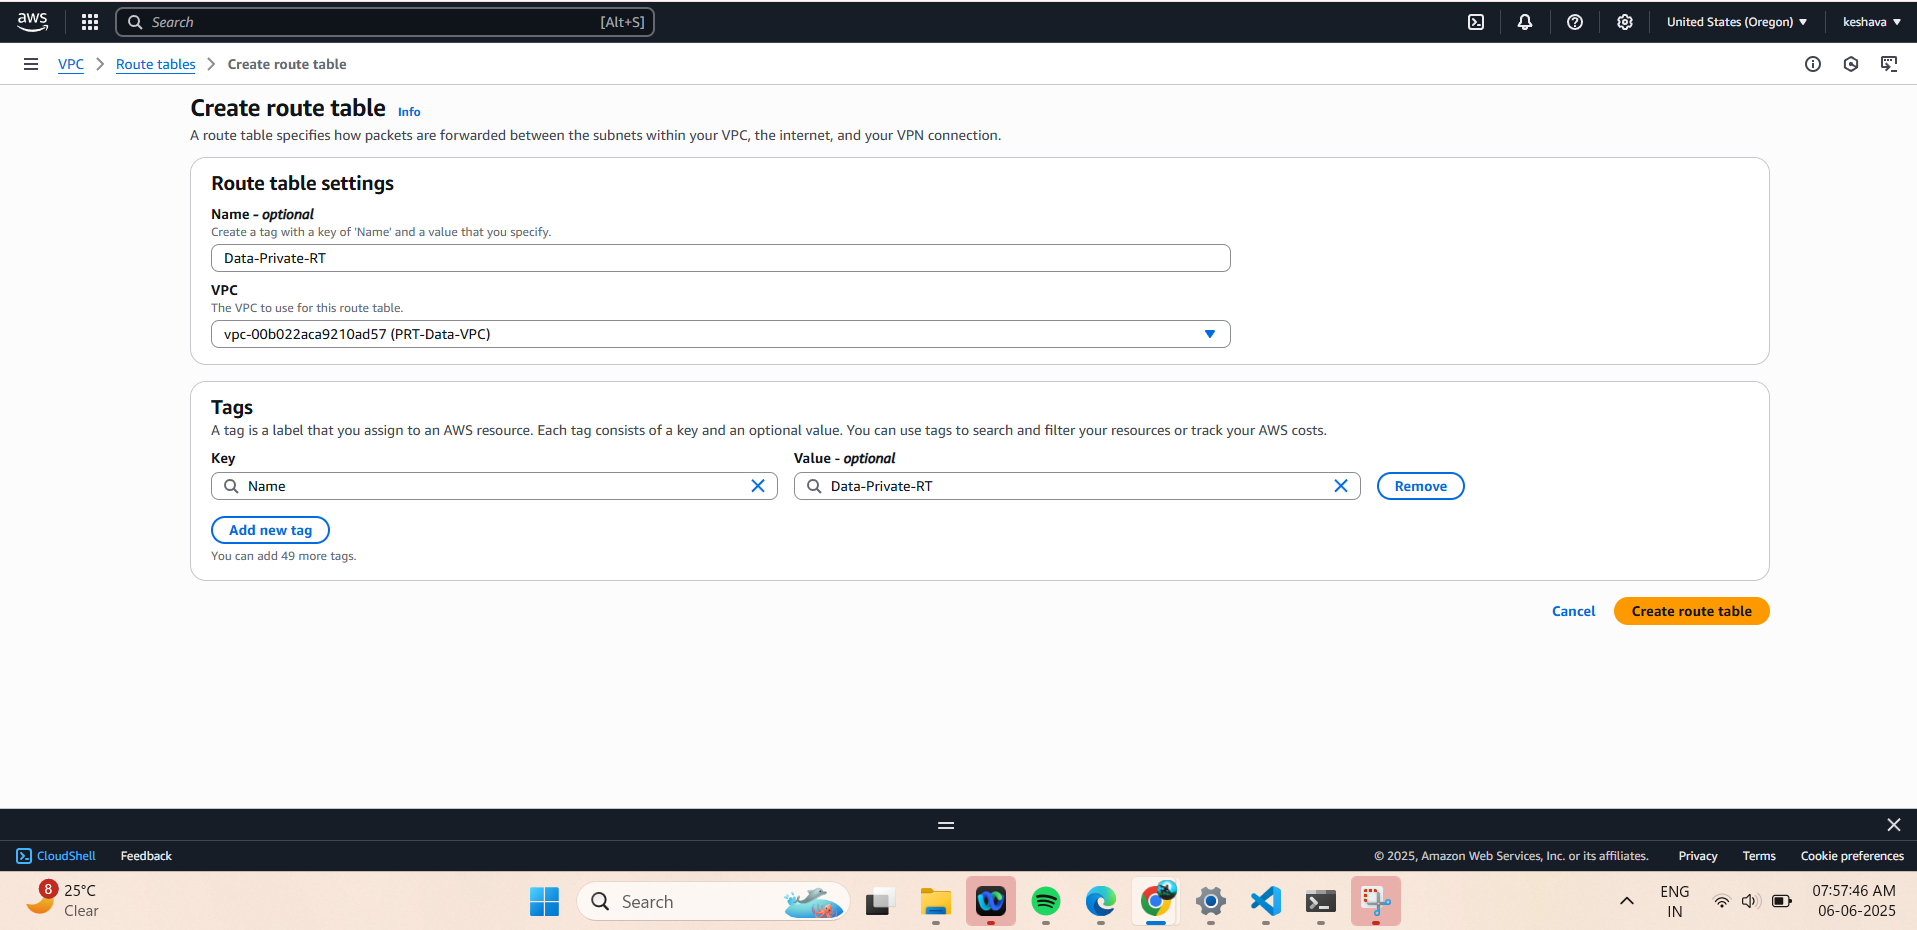 aws
Search [Alt+S]
United States (Oregon)
keshava
VPC
Route tables
Create route table
Create route table
Info
A route table specifies how packets are forwarded between the subnets within your VPC, the internet, and your VPN connection.
Route table settings
Name - optional
Create a tag with a key of 'Name' and a value that you specify.
Data-Private-RT
VPC
The VPC to use for this route table.
vpc-00b022aca9210ad57 (PRT-Data-VPC)
Tags
A tag is a label that you assign to an AWS resource. Each tag consists of a key and an optional value. You can use tags to search and filter your resources or track your AWS costs.
Key
Value - optional
Name
Data-Private-RT
Remove
Add new tag
You can add 49 more tags.
Cancel
Create route table
CloudShell
Feedback
© 2025, Amazon Web Services, Inc. or its affiliates.
Privacy
Terms
Cookie preferences
8
25°C
Clear
Search
ENG
IN
07:57:46 AM
06-06-2025